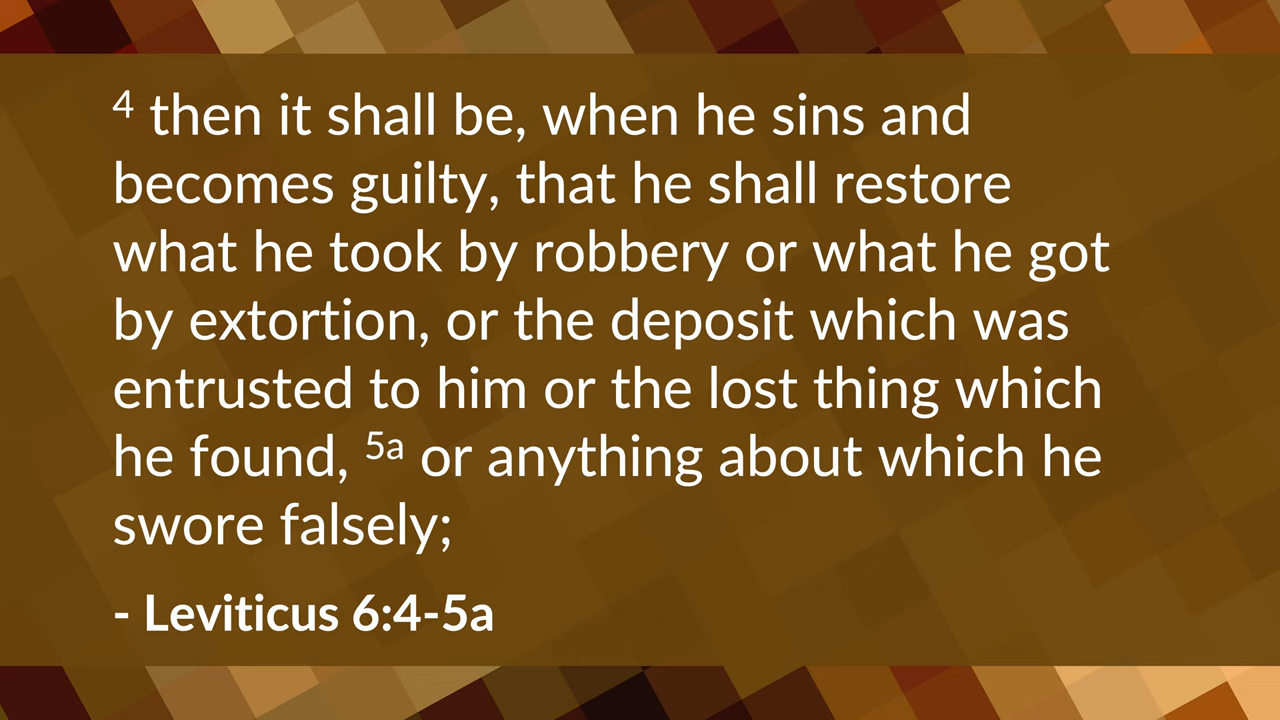 4 then it shall be, when he sins and
becomes guilty, that he shall restore
what he took by robbery or what he got
by extortion, or the deposit which was
entrusted to him or the lost thing which
he found, 5a or anything about which he
swore falsely;
- Leviticus 6:4-5a